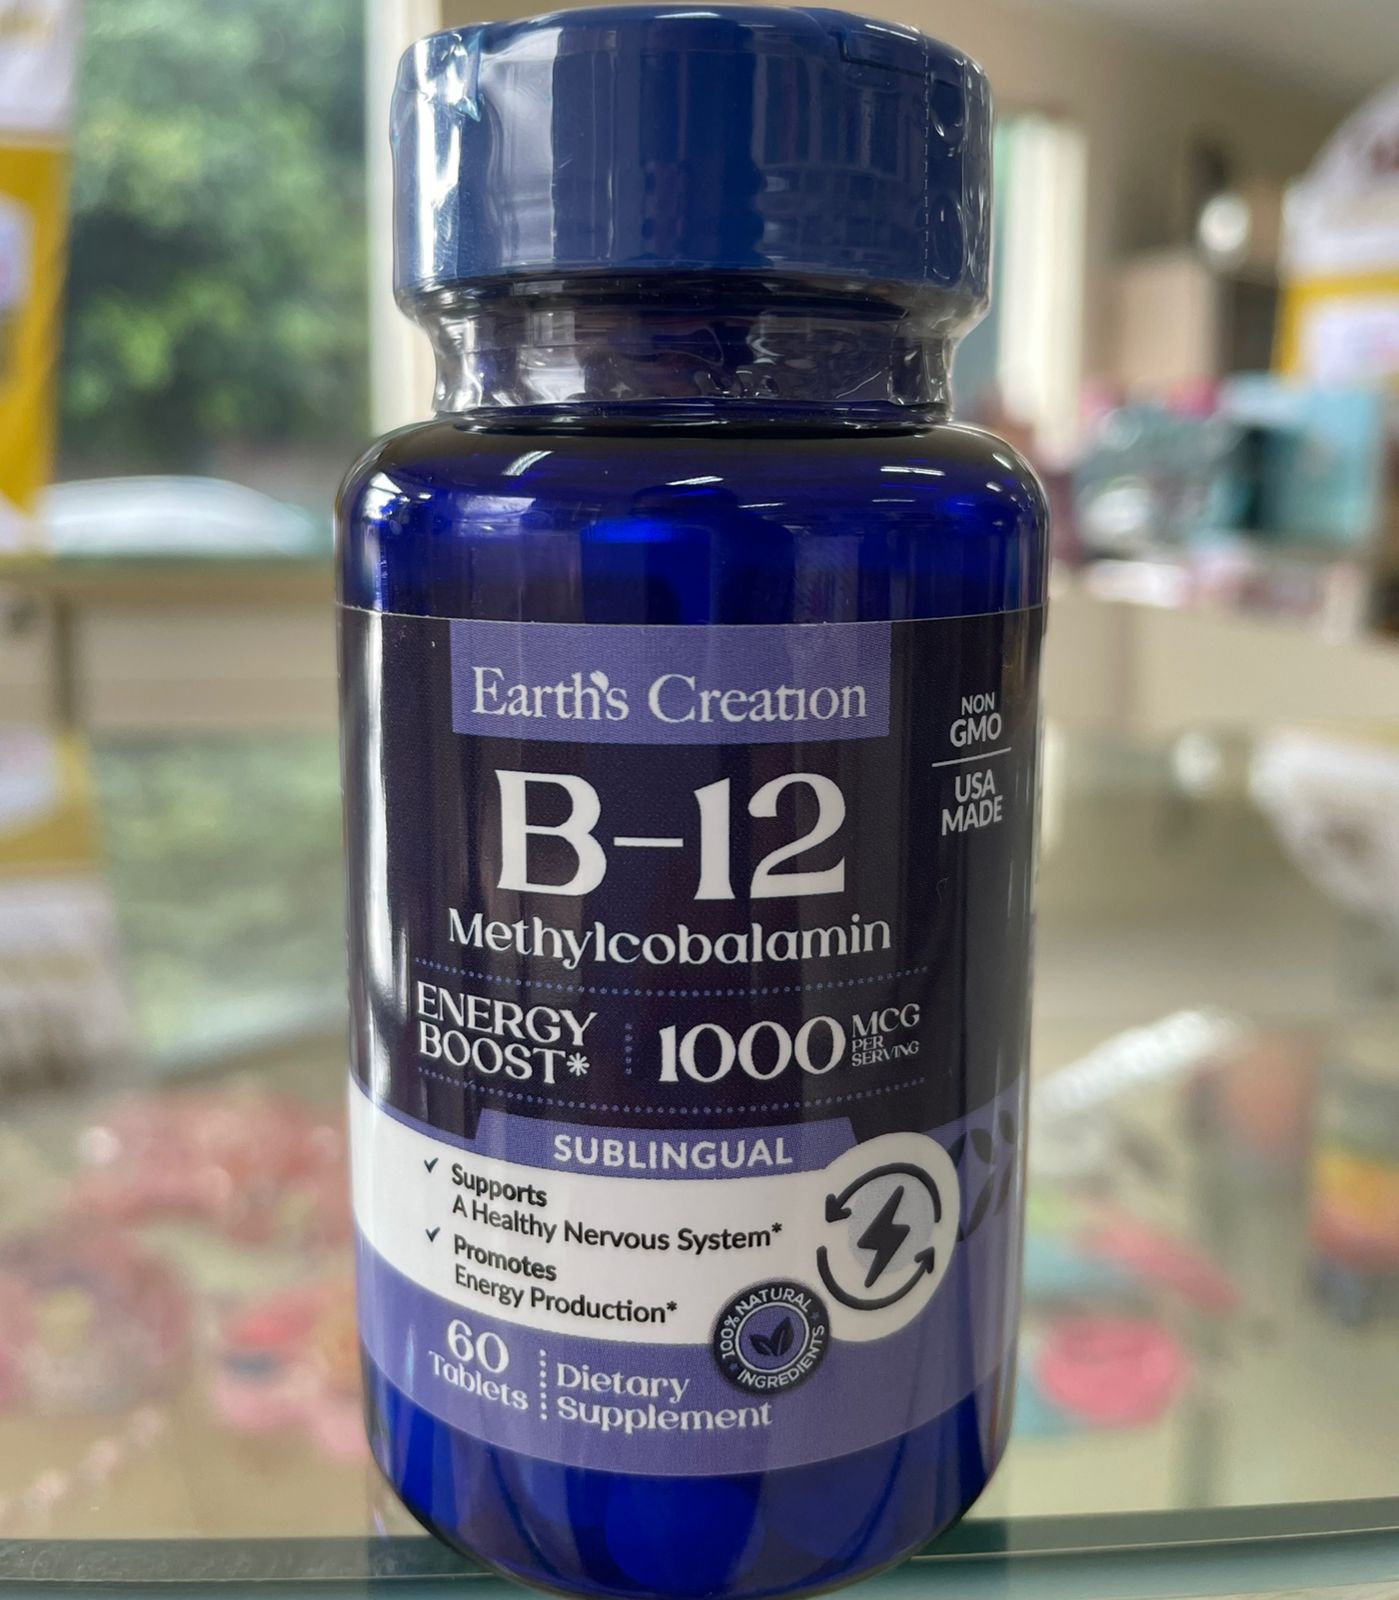 Earth's Creation
NON
GMO
USA
MADE
B-12
Methylcobalamin
ENERGY
BOOST*
1000 MCG
PER
SERVING
SUBLINGUAL
✓ Supports
A Healthy Nervous System*
✓ Promotes
Energy Production*
100% NATURAL
INGREDIENTS
60
Tablets
Dietary
Supplement